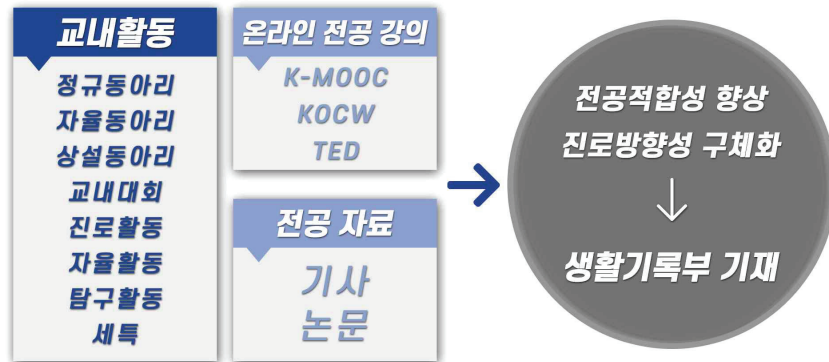 교내활동
정규동아리
자율동아리
상설동아리
교내대회
진로활동
자율활동
탐구활동
세특
온라인 전공 강의
K-MOOC
KOCW
TED
전공 자료
기사
논문
전공적합성 향상
진로방향성 구체화
생활기록부 기재